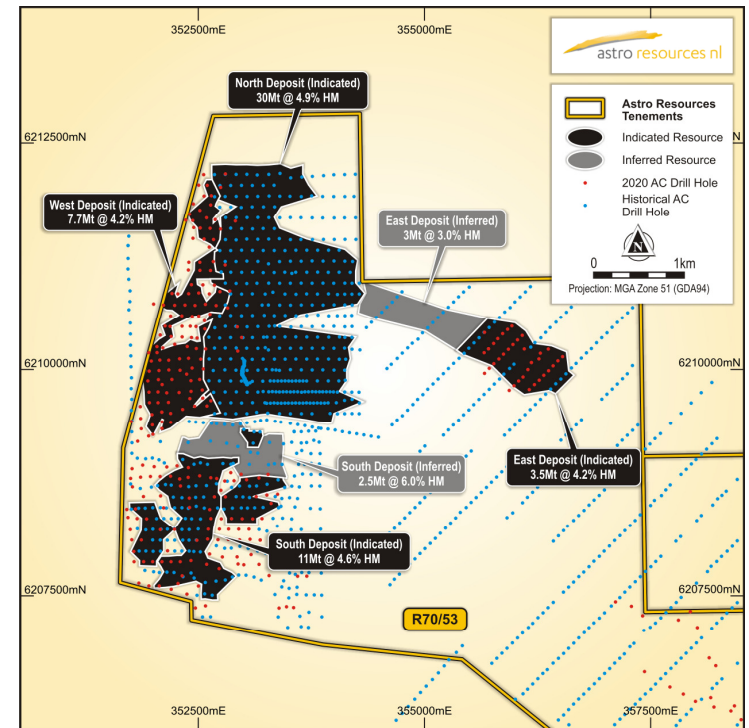 352500mE
355000mE
astro resources nl
Astro Resources
Tenements
Indicated Resource
Inferred Resource
2020 AC Drill Hole
Historical AC
Drill Hole
N
0
1km
Projection: MGA Zone 51 (GDA94)
North Deposit (Indicated)
30Mt @ 4.9% HM
6212500mN
N
West Deposit (Indicated)
7.7Mt @ 4.2% HM
East Deposit (Inferred)
3Mt @ 3.0% HM
6210000mN
6210000mN
South Deposit (Inferred)
2.5Mt @ 6.0% HM
East Deposit (Indicated)
3.5Mt @ 4.2% HM
South Deposit (Indicated)
11Mt @ 4.6% HM
6207500mN
6207500mN
R70/53
352500mE
355000mE
357500mE